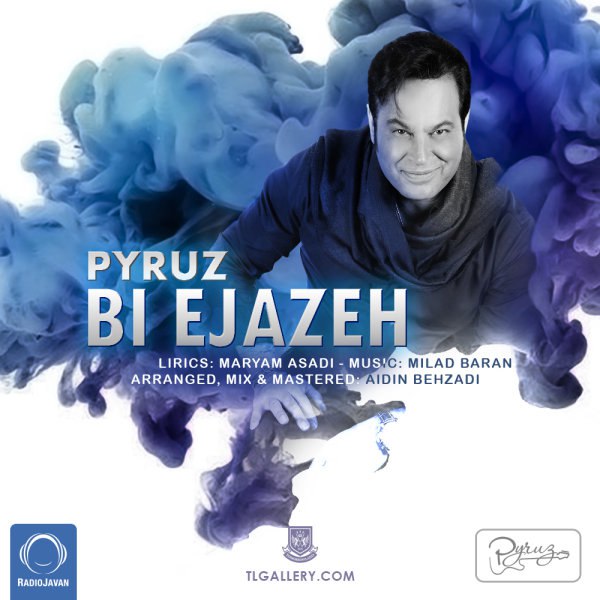 PYRUZ
BI EJAZEH
LIRICS: MARYAM ASADI - MUSIC: MILAD BARAN
ARRANGED, MIX & MASTERED: AIDIN BEHZADI
RADIOJAVAN
TLGALLERY.COM
Pyruz